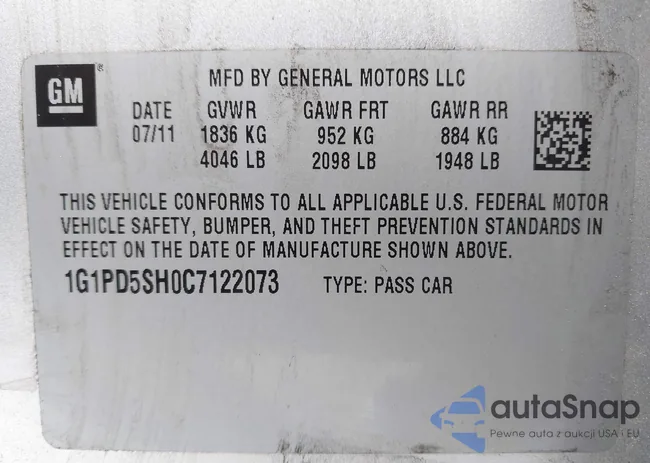 GM®
MFD BY GENERAL MOTORS LLC
DATE GVWR GAWR FRT GAWR RR
07/11 1836 KG 952 KG 884 KG
4046 LB 2098 LB 1948 LB
THIS VEHICLE CONFORMS TO ALL APPLICABLE U.S. FEDERAL MOTOR
VEHICLE SAFETY, BUMPER, AND THEFT PREVENTION STANDARDS IN
EFFECT ON THE DATE OF MANUFACTURE SHOWN ABOVE.
1G1PD5SH0C7122073 TYPE: PASS CAR
autaSnap
Pewne auta z aukcji USA i EU